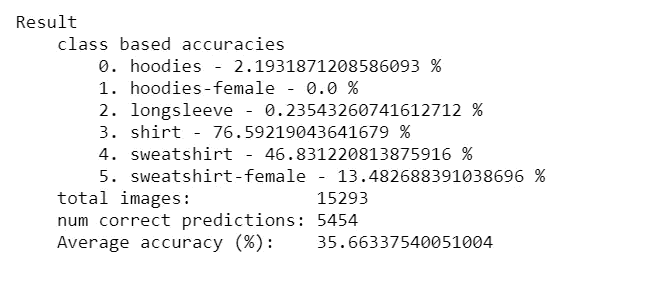 Result
class based accuracies
0. hoodies - 2.1931871208586093 %
1. hoodies-female - 0.0 %
2. longsleeve - 0.23543260741612712 %
3. shirt - 76.59219043641679 %
4. sweatshirt - 46.831220813875916 %
5. sweatshirt-female - 13.482688391038696 %
total images: 15293
num correct predictions: 5454
Average accuracy (%): 35.66337540051004